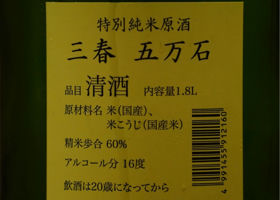 特別純米原酒
三春 五万石
品目 清酒 内容量1.8L
原材料名 米(国産)、
米こうじ(国産米)
精米歩合 60%
アルコール分 16度
飲酒は20歳になってから
4991455912160